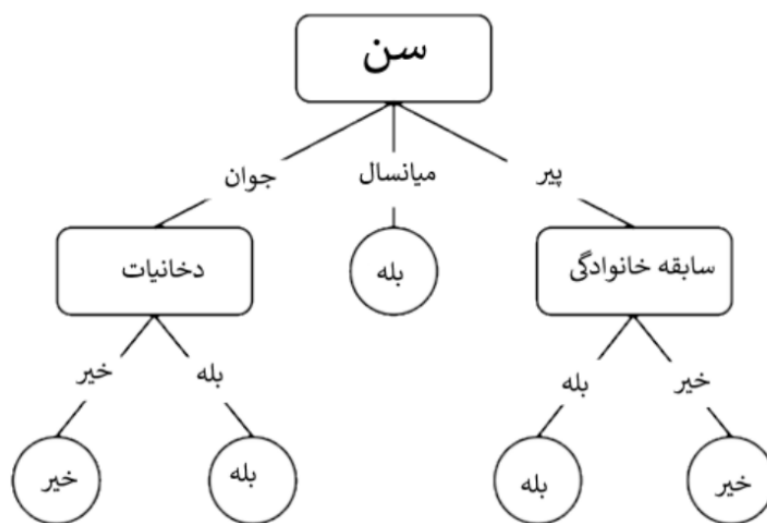 سن
پیر
میانسال
جوان
سابقه خانوادگی
بله
دخانیات
خیر
بله
بله
خیر
خیر
بله
بله
خیر